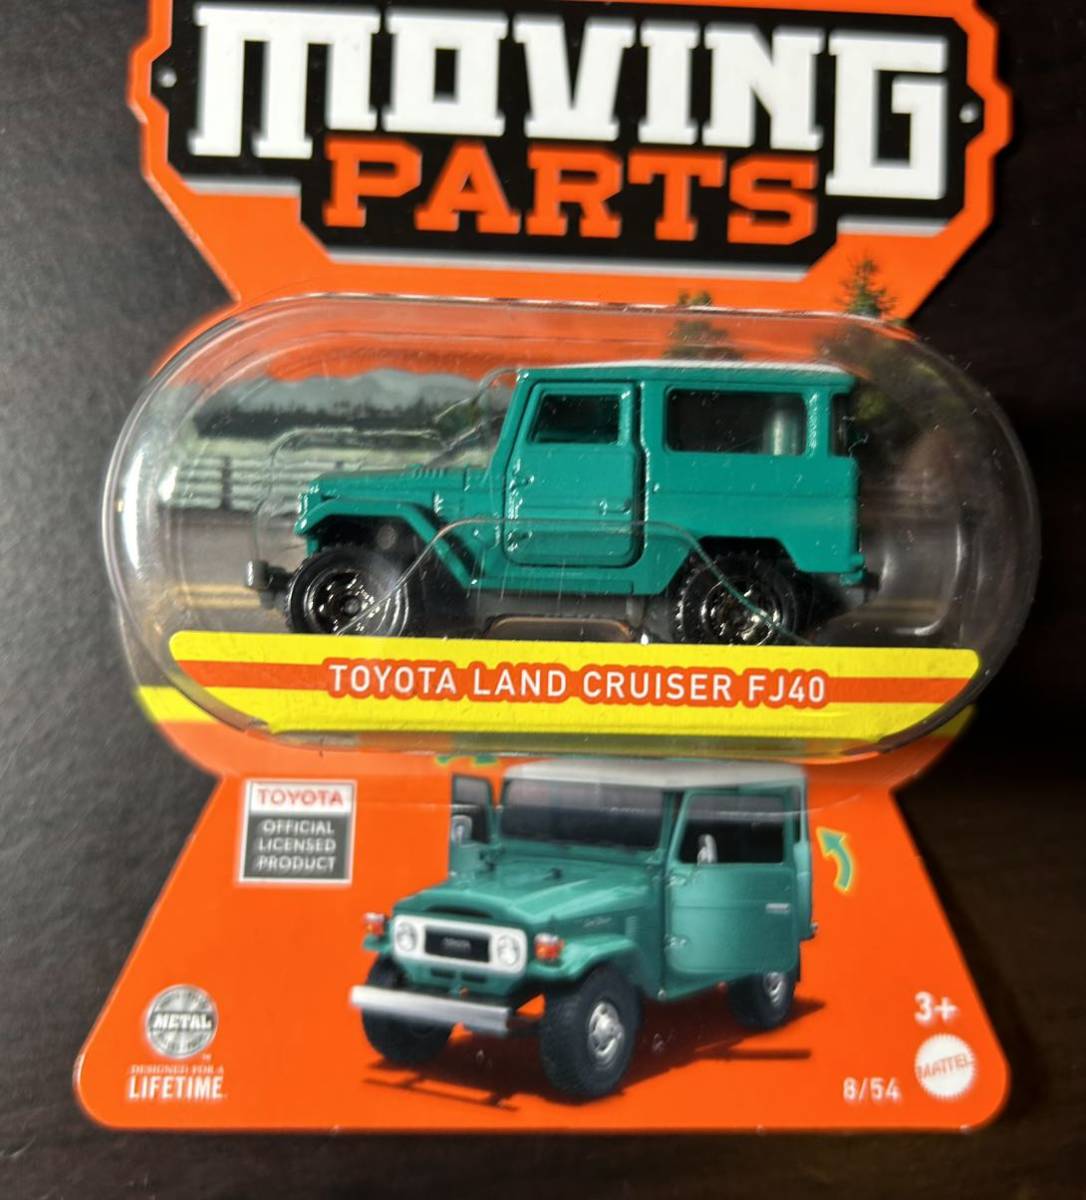 MOVING
PARTS
TOYOTA LAND CRUISER FJ40
TOYOTA
OFFICIAL
LICENSED
PRODUCT
METAL
DESIGNED FOR A
LIFETIME
3+
MATTEL
8/54